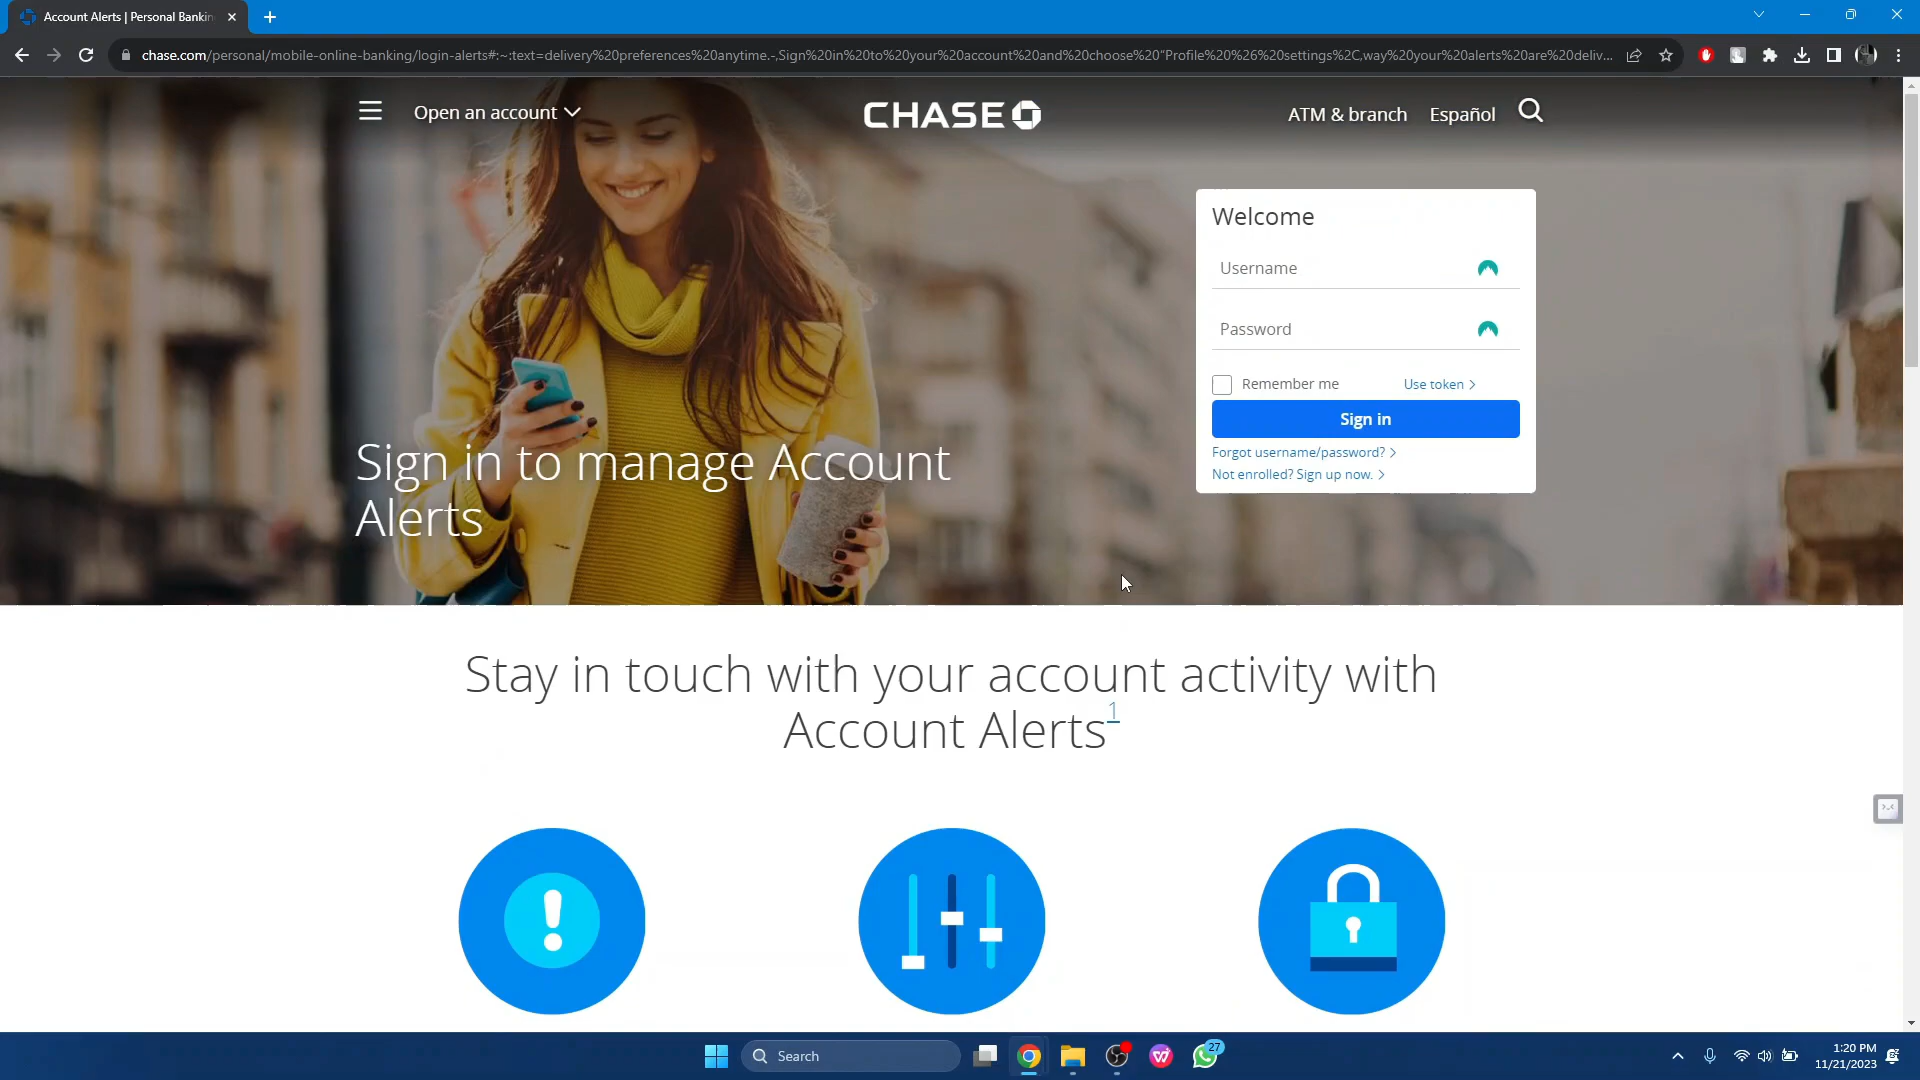 Account Alerts | Personal Bankin
chase.com/personal/mobile-online-banking/login-alerts#:~:text=delivery%20preferences%20anytime.-,Sign%20in%20to%20your%20account%20and%20choose%20"Profile%20%26%20settings%2C,way%20your%20alerts%20are%20deliv...
Open an account
CHASE
ATM & branch
Español
Welcome
Username
Password
Remember me
Use token >
Sign in
Forgot username/password? >
Not enrolled? Sign up now. >
Sign in to manage Account
Alerts
Stay in touch with your account activity with
Account Alerts1
Search
27
1:20 PM
11/21/2023